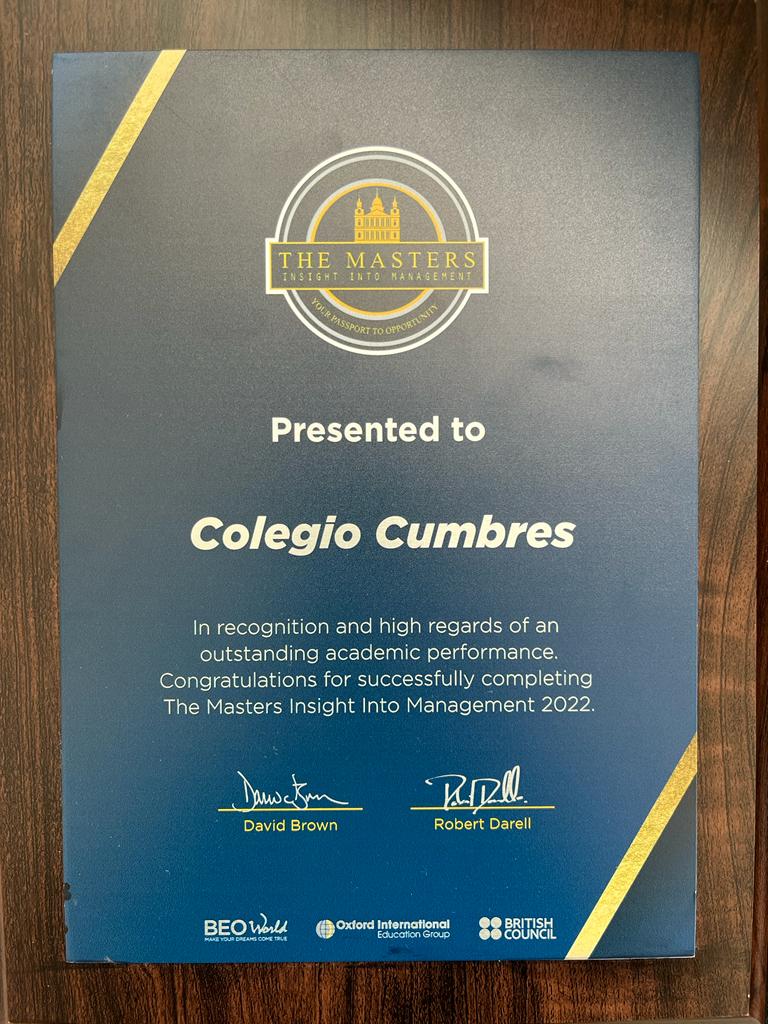 THE MASTERS
INSIGHT INTO MANAGEMENT
YOUR PASSPORT TO OPPORTUNITY
Presented to
Colegio Cumbres
In recognition and high regards of an
outstanding academic performance.
Congratulations for successfully completing
The Masters Insight Into Management 2022.
David Brown
Robert Darell
BEO World
MAKE YOUR DREAMS COME TRUE
Oxford International
Education Group
BRITISH
COUNCIL